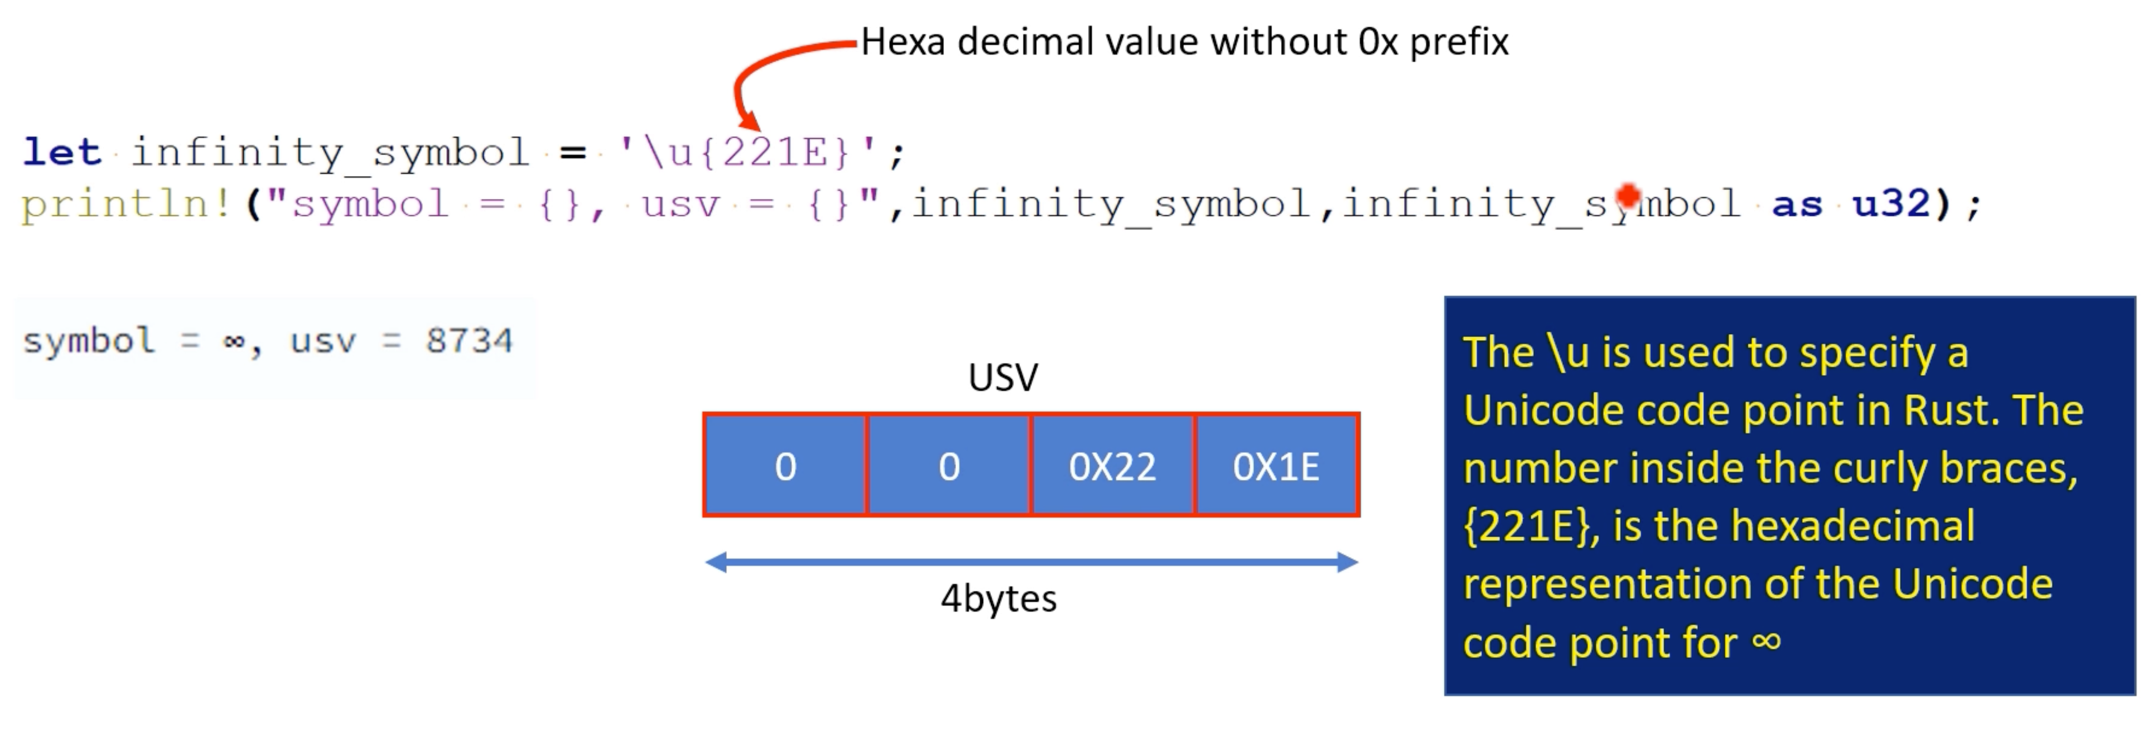 Hexa decimal value without 0x prefix
let infinity_symbol = '\u{221E}';
println!("symbol = {}, usv = {}",infinity_symbol,infinity_symbol as u32);
symbol = ∞, usv = 8734
USV
0 0 0X22 0X1E
4bytes
The \u is used to specify a
Unicode code point in Rust. The
number inside the curly braces,
{221E}, is the hexadecimal
representation of the Unicode
code point for ∞